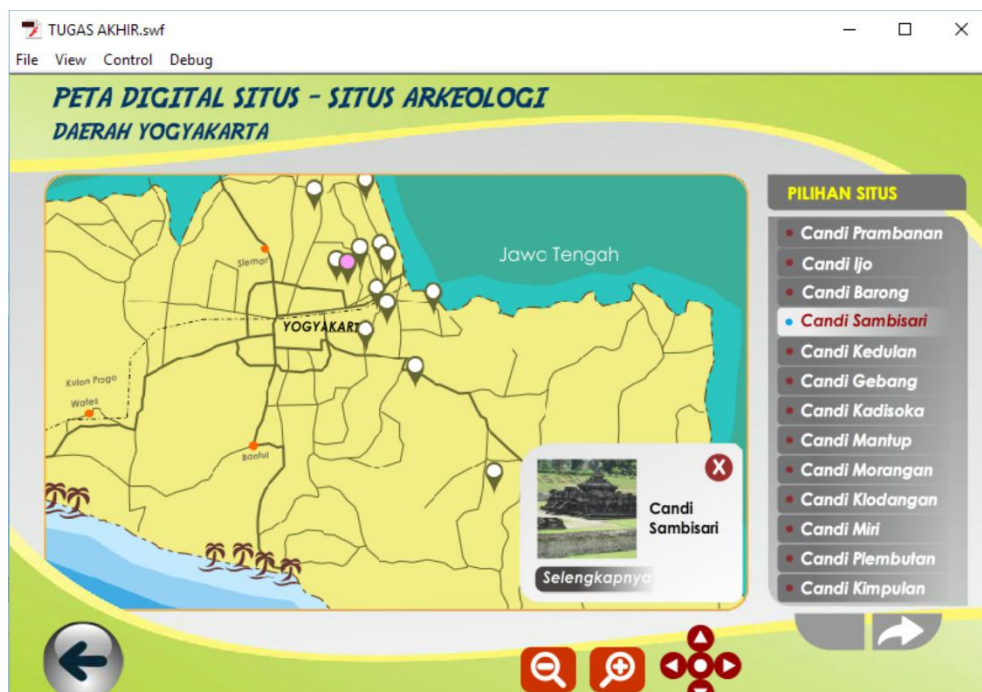 TUGAS AKHIR.swf
File View Control Debug
PETA DIGITAL SITUS - SITUS ARKEOLOGI
DAERAH YOGYAKARTA
Jawa Tengah
Sleman
YOGYAKART
Kulon Progo
Wates
Bantul
Candi
Sambisari
X
Selengkapnya
PILIHAN SITUS
Candi Prambanan
Candi Ijo
Candi Barong
Candi Sambisari
Candi Kedulan
Candi Gebang
Candi Kadisoka
Candi Mantup
Candi Morangan
Candi Klodangan
Candi Miri
Candi Plembutan
Candi Kimpulan